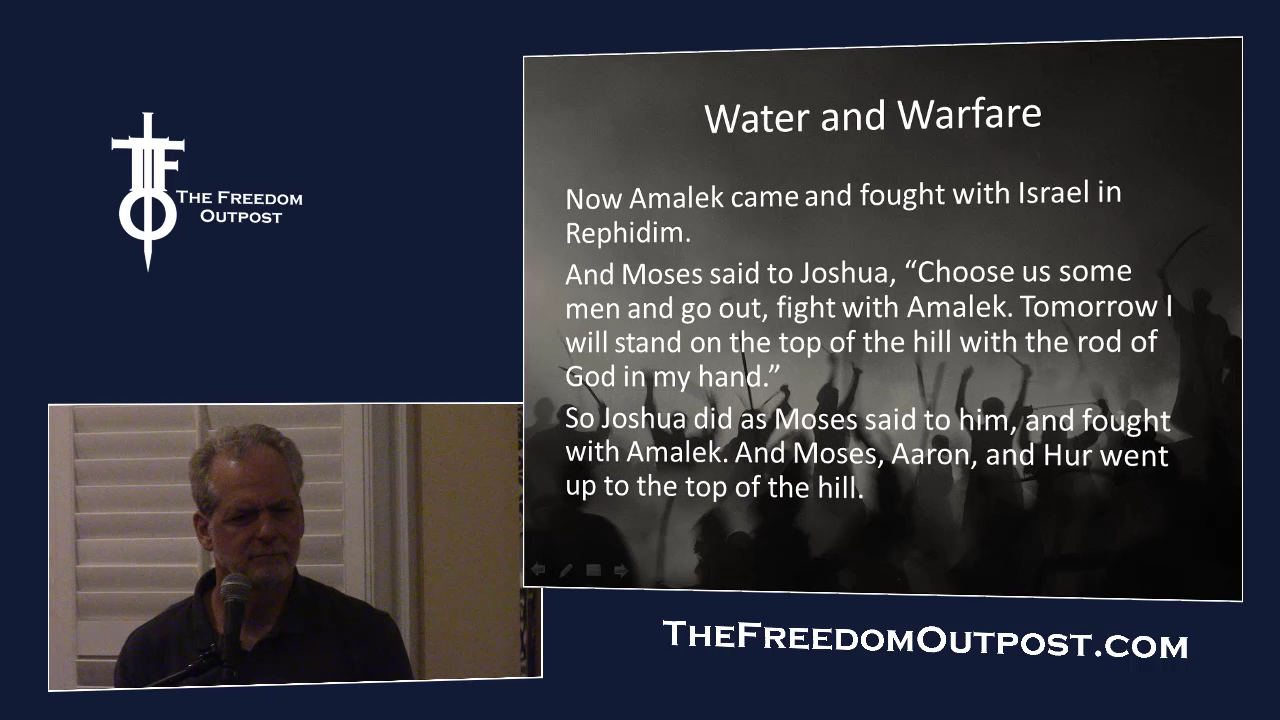 The Freedom
Outpost
Water and Warfare
Now Amalek came and fought with Israel in
Rephidim.
And Moses said to Joshua, “Choose us some
men and go out, fight with Amalek. Tomorrow I
will stand on the top of the hill with the rod of
God in my hand.”
So Joshua did as Moses said to him, and fought
with Amalek. And Moses, Aaron, and Hur went
up to the top of the hill.
TheFreedomOutpost.com